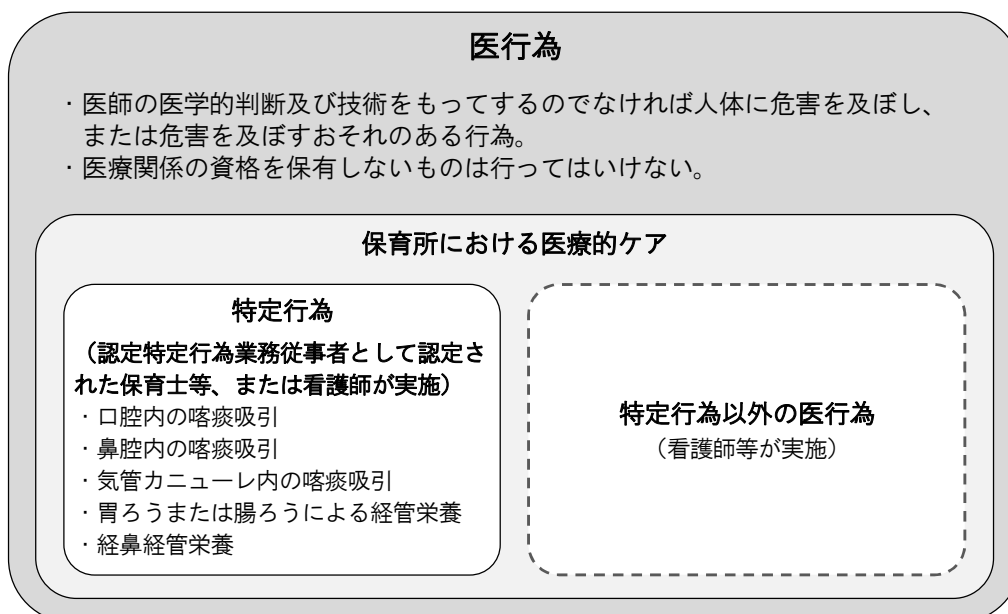 医行為
・医師の医学的判断及び技術をもってするのでなければ人体に危害を及ぼし、
または危害を及ぼすおそれのある行為。
・医療関係の資格を保有しないものは行ってはいけない。
保育所における医療的ケア
特定行為
（認定特定行為業務従事者として認定さ
れた保育士等、または看護師が実施）
・口腔内の喀痰吸引
・鼻腔内の喀痰吸引
・気管カニューレ内の喀痰吸引
・胃ろうまたは腸ろうによる経管栄養
・経鼻経管栄養
特定行為以外の医行為
（看護師等が実施）